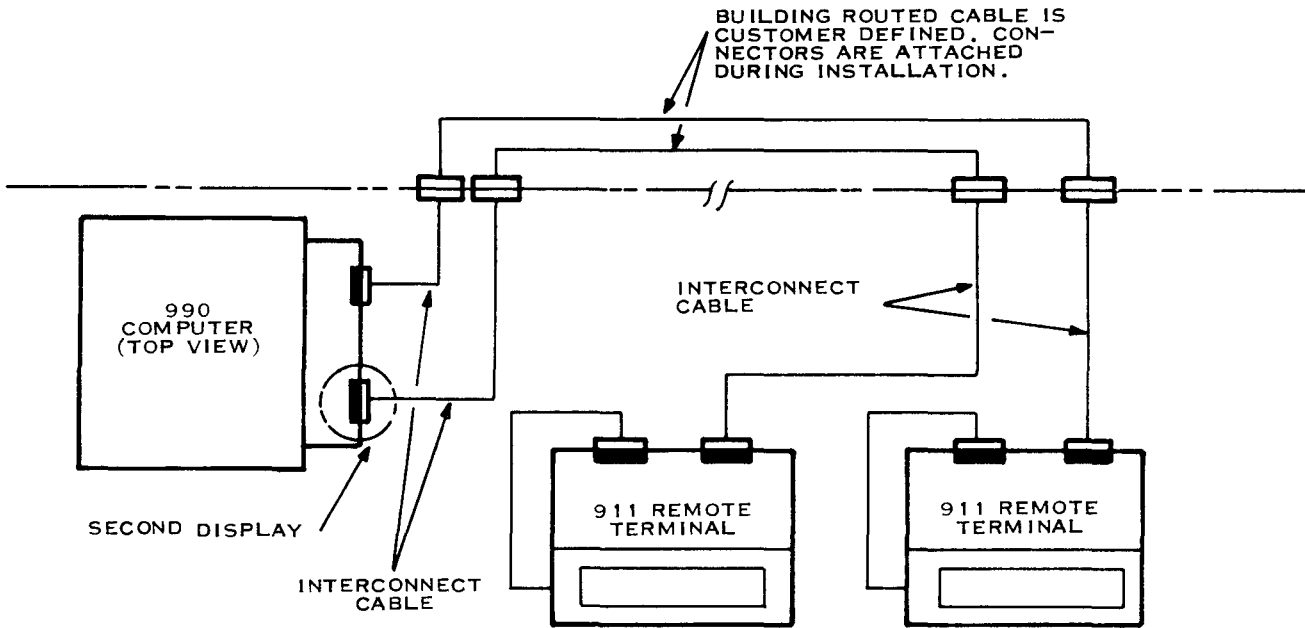 BUILDING ROUTED CABLE IS
CUSTOMER DEFINED. CON-
NECTORS ARE ATTACHED
DURING INSTALLATION.
990
COMPUTER
(TOP VIEW)
INTERCONNECT
CABLE
SECOND DISPLAY
INTERCONNECT
CABLE
911 REMOTE
TERMINAL
911 REMOTE
TERMINAL